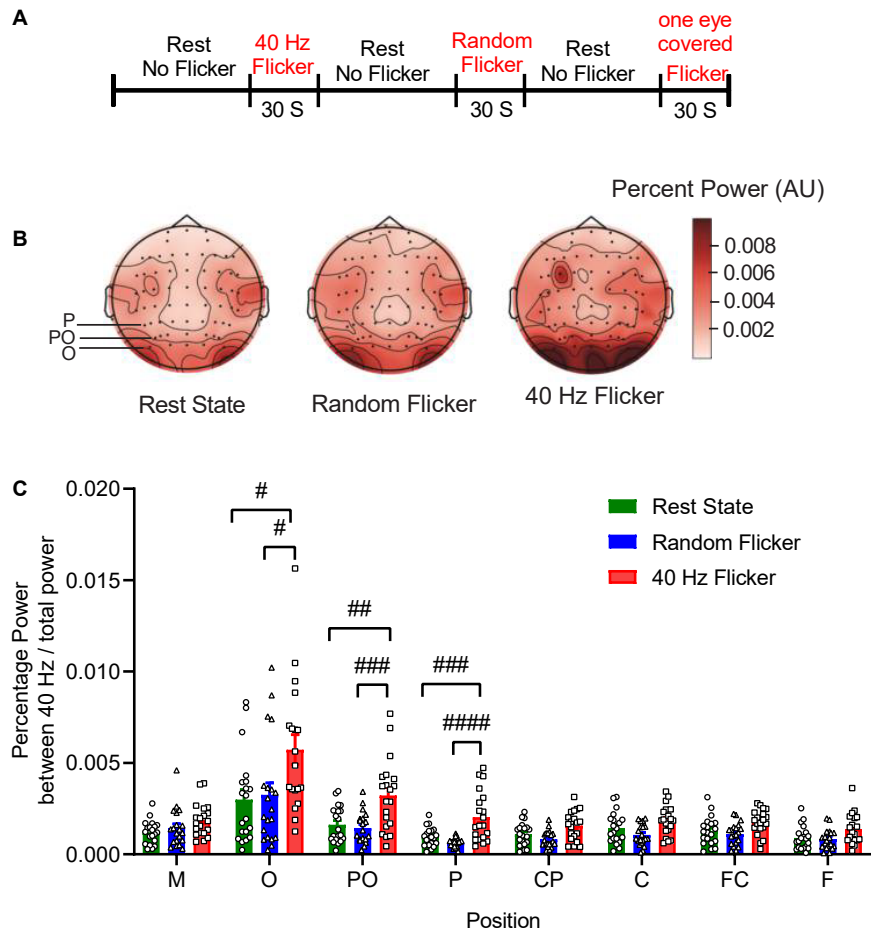 A
Rest
No Flicker
40 Hz
Flicker
Rest
No Flicker
Random
Flicker
Rest
No Flicker
one eye
covered
Flicker
30 S
30 S
30 S
B
Percent Power (AU)
0.008
0.006
0.004
0.002
P
PO
O
Rest State
Random Flicker
40 Hz Flicker
C
Percentage Power
between 40 Hz / total power
0.020
0.015
0.010
0.005
0.000
#
#
##
###
###
####
Rest State
Random Flicker
40 Hz Flicker
M
O
PO
P
CP
C
FC
F
Position